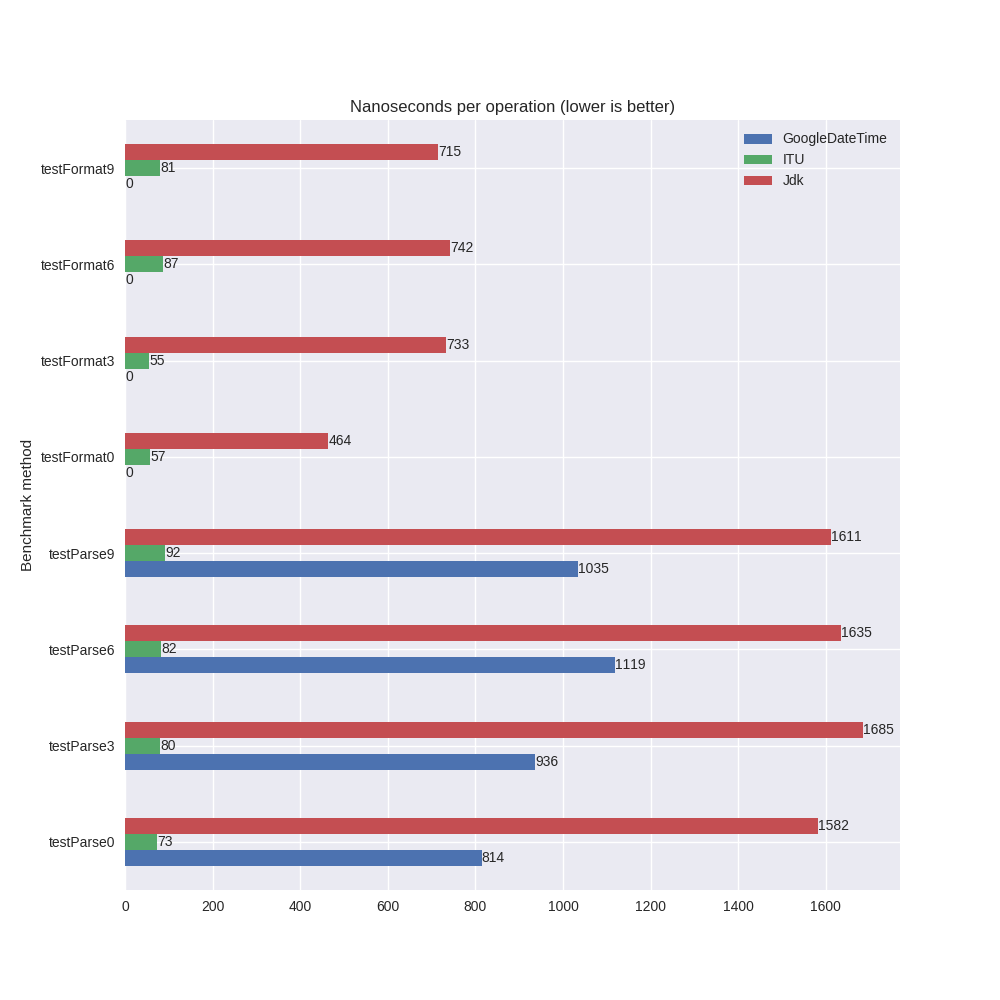 Nanoseconds per operation (lower is better)
GoogleDateTime
ITU
Jdk
Benchmark method
testFormat9
715
81
0
testFormat6
742
87
0
testFormat3
733
55
0
testFormat0
464
57
0
testParse9
1611
92
1035
testParse6
1635
82
1119
testParse3
1685
80
936
testParse0
1582
73
814
0 200 400 600 800 1000 1200 1400 1600